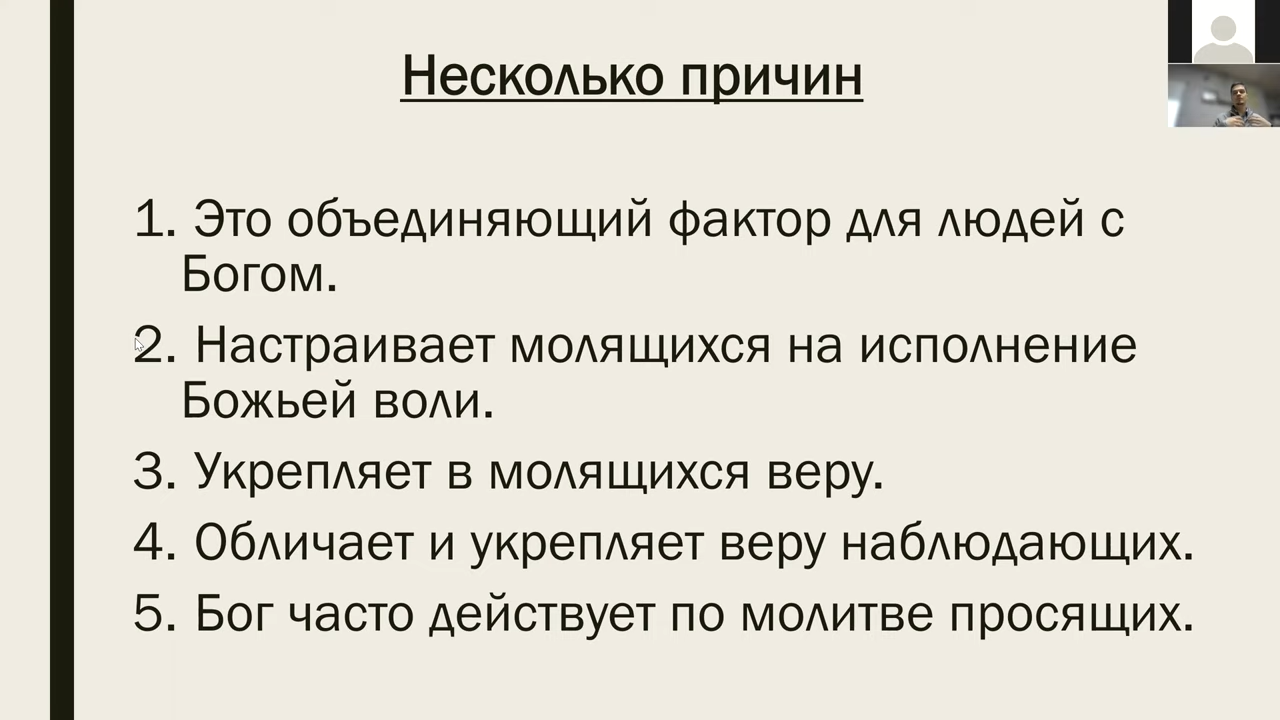 Несколько причин
1. Это объединяющий фактор для людей с
Богом.
2. Настраивает молящихся на исполнение
Божьей воли.
3. Укрепляет в молящихся веру.
4. Обличает и укрепляет веру наблюдающих.
5. Бог часто действует по молитве просящих.